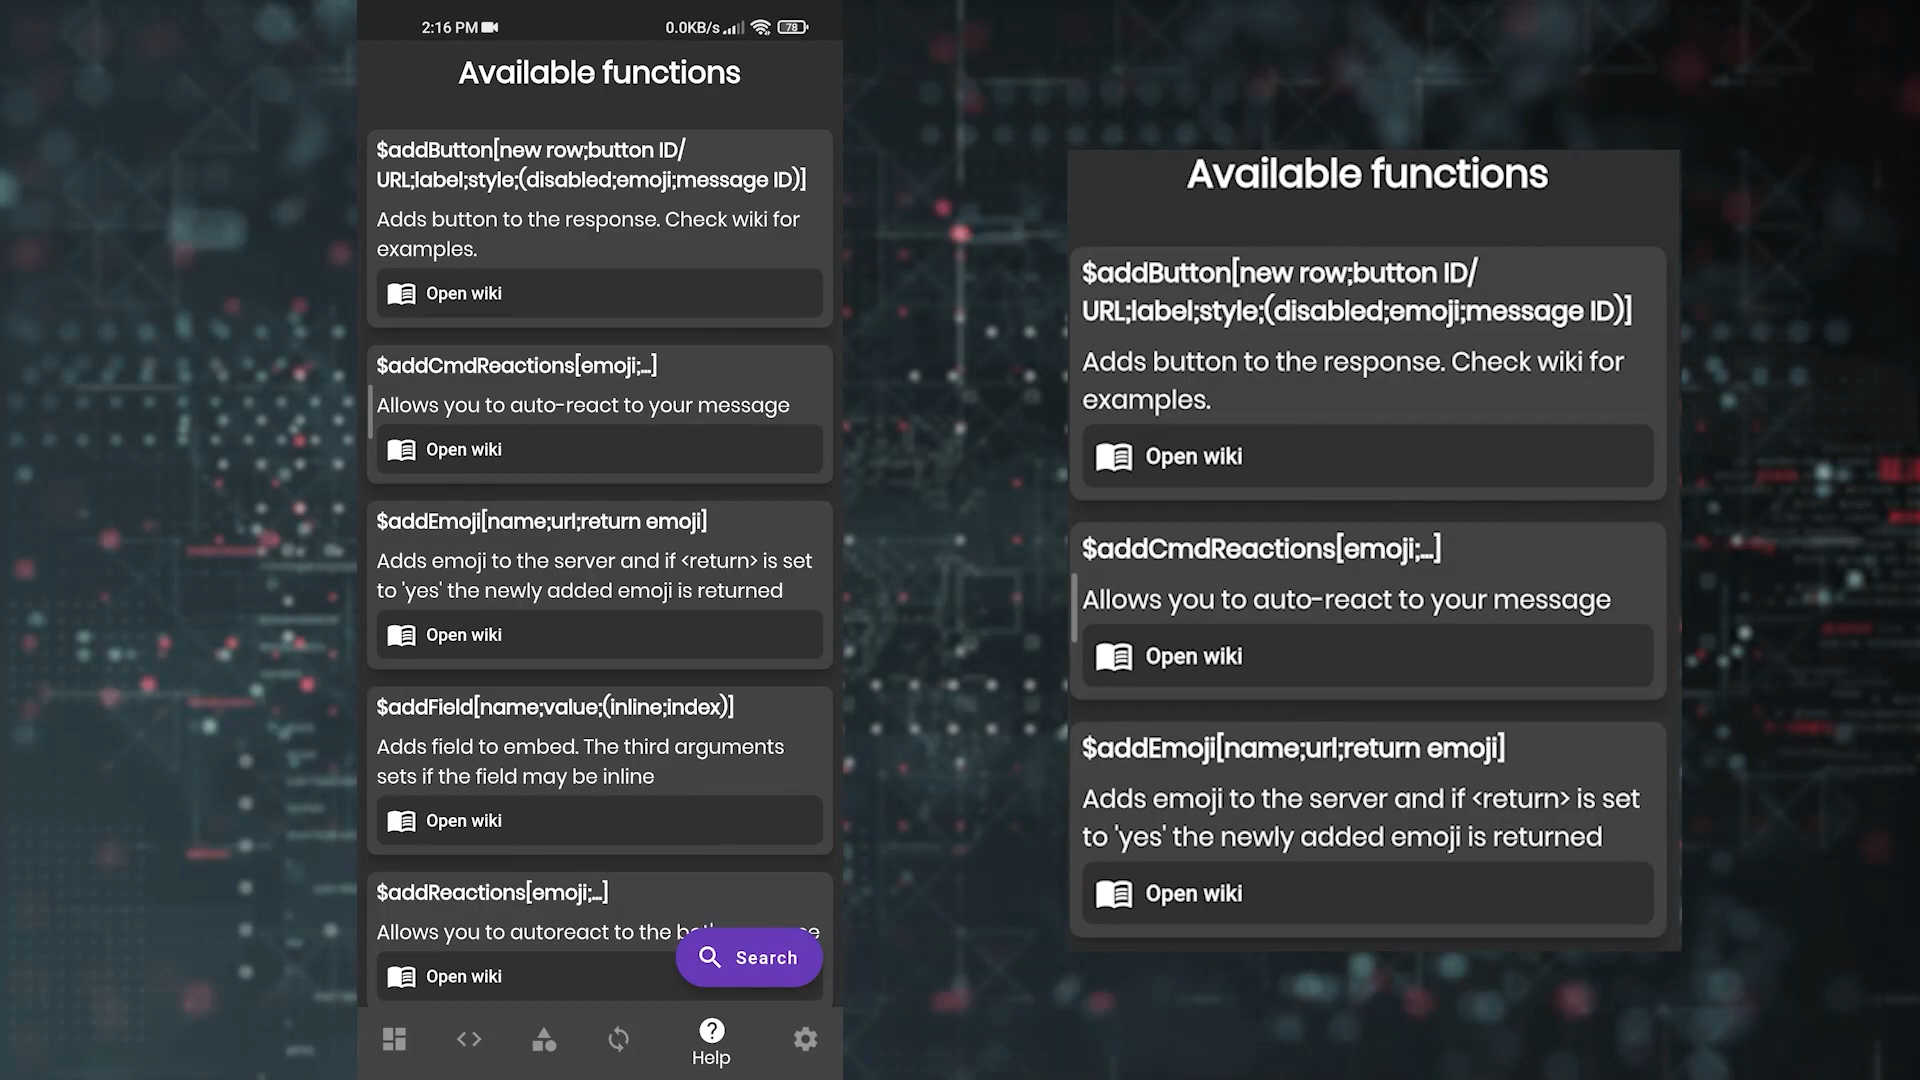 2:16 PM
0.0KB/s
78
Available functions
$addButton[new row;button ID/
URL;label;style;(disabled;emoji;message ID)]
Adds button to the response. Check wiki for
examples.
Open wiki
$addCmdReactions[emoji;...]
Allows you to auto-react to your message
Open wiki
$addEmoji[name;url;return emoji]
Adds emoji to the server and if <return> is set
to 'yes' the newly added emoji is returned
Open wiki
$addField[name;value;(inline;index)]
Adds field to embed. The third arguments
sets if the field may be inline
Open wiki
$addReactions[emoji;...]
Allows you to autoreact to the
Open wiki
Search
Help
Available functions
$addButton[new row;button ID/
URL;label;style;(disabled;emoji;message ID)]
Adds button to the response. Check wiki for
examples.
Open wiki
$addCmdReactions[emoji;...]
Allows you to auto-react to your message
Open wiki
$addEmoji[name;url;return emoji]
Adds emoji to the server and if <return> is set
to 'yes' the newly added emoji is returned
Open wiki